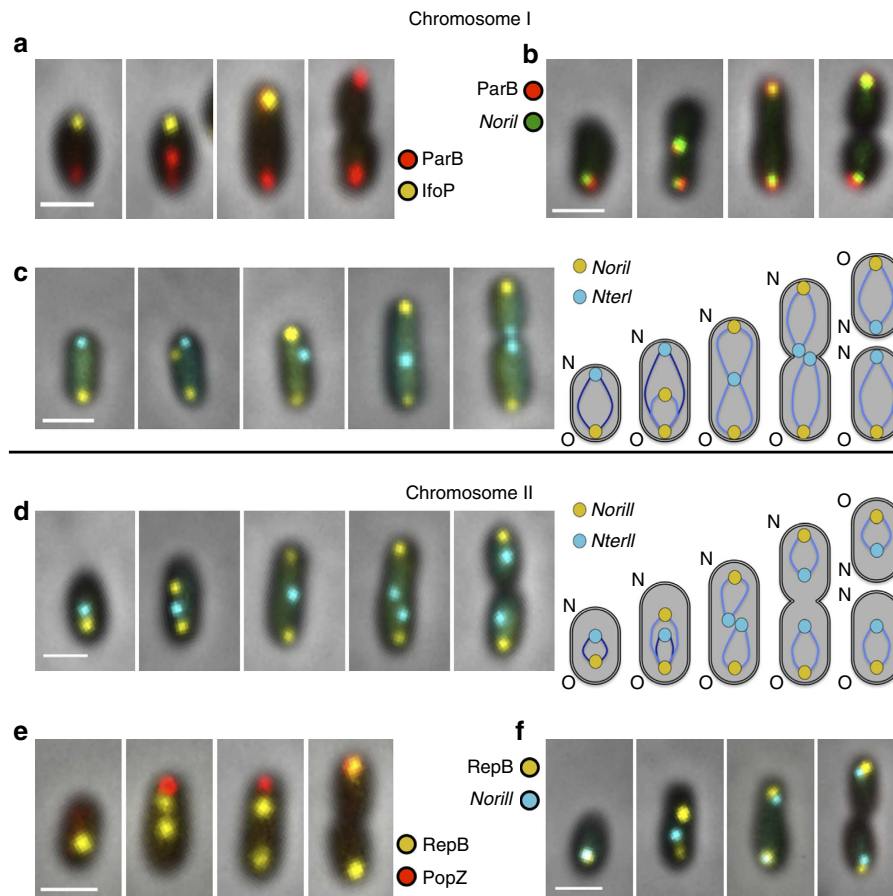 Chromosome I
a
b
ParB
NoriI
ParB
IfoP
c
NoriI
NterI
N
O
N
O
N
O
N
O
O
N
N
O
Chromosome II
d
NoriII
NterII
N
O
N
O
N
O
N
O
O
N
N
O
e
f
RepB
NoriII
RepB
PopZ